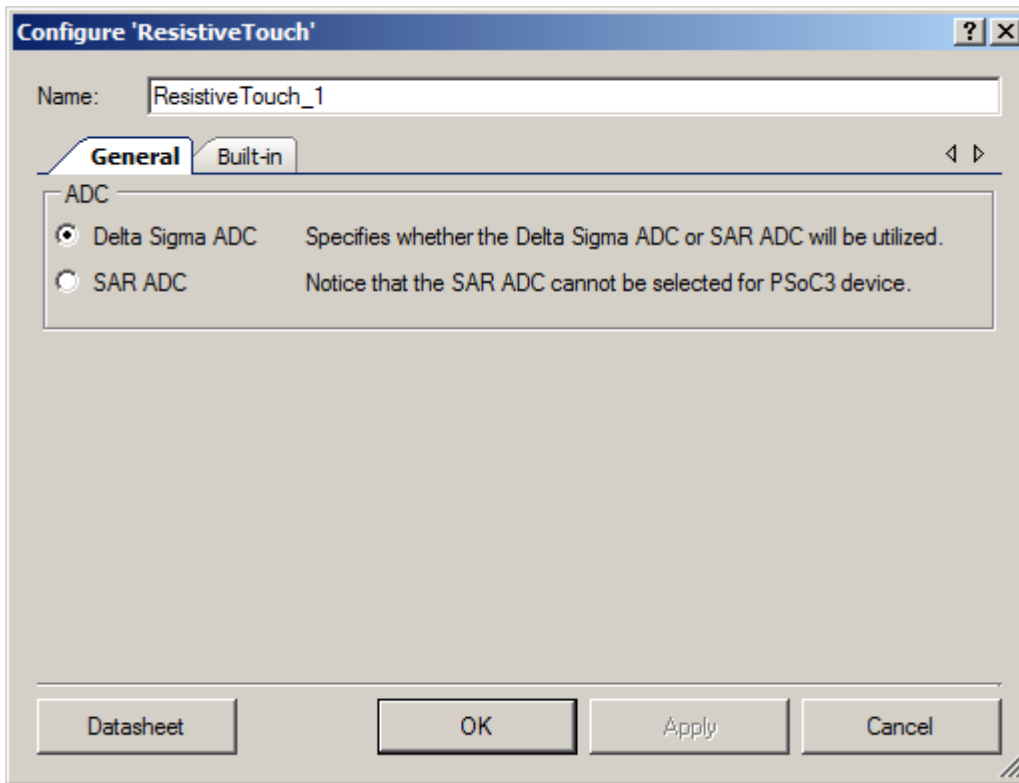 Configure 'ResistiveTouch'
Name: ResistiveTouch_1
General Built-in
ADC
Delta Sigma ADC Specifies whether the Delta Sigma ADC or SAR ADC will be utilized.
SAR ADC Notice that the SAR ADC cannot be selected for PSoC3 device.
Datasheet OK Apply Cancel